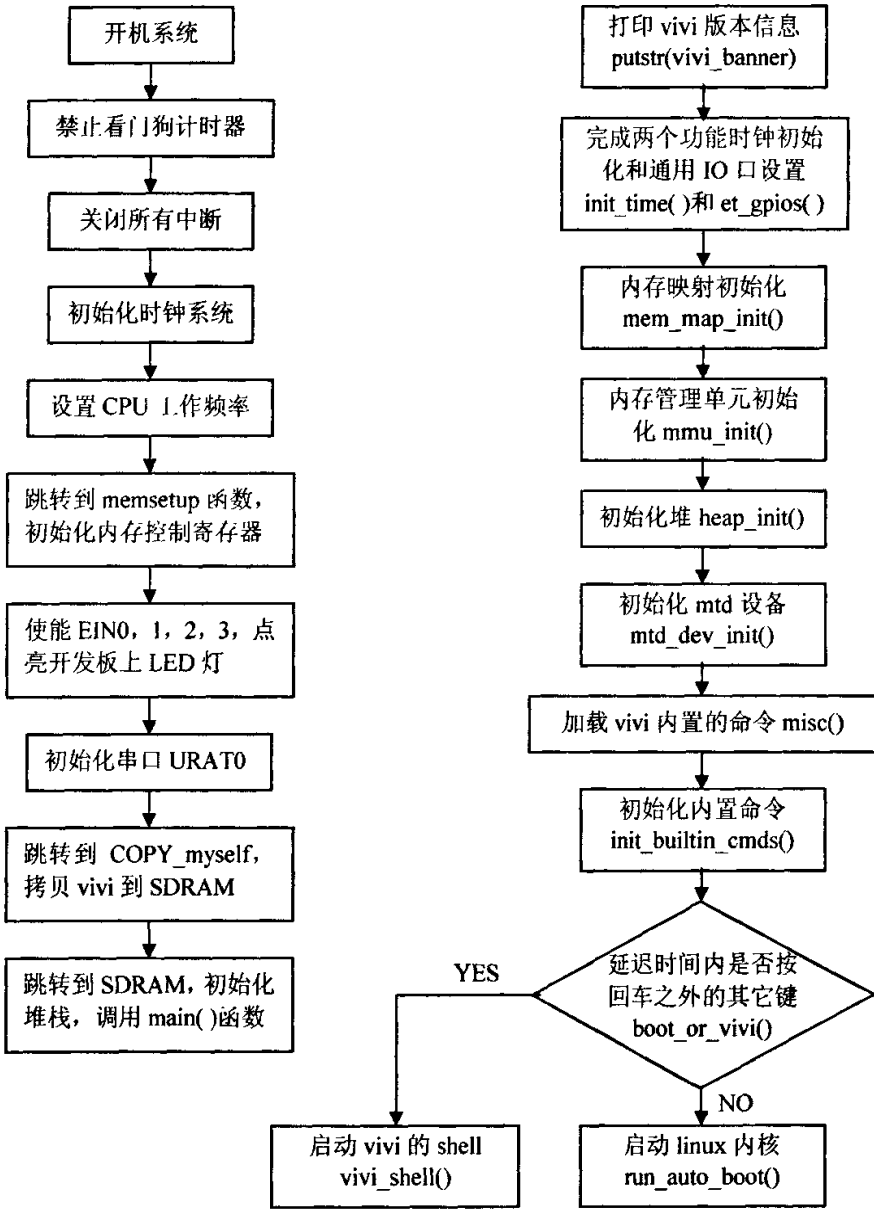 开机系统
禁止看门狗计时器
关闭所有中断
初始化时钟系统
设置 CPU 工作频率
跳转到 memsetup 函数，
初始化内存控制寄存器
使能 EIN0，1，2，3，点
亮开发板上 LED 灯
初始化串口 URAT0
跳转到 COPY_myself，
拷贝 vivi 到 SDRAM
跳转到 SDRAM，初始化
堆栈，调用 main( )函数
打印 vivi 版本信息
putstr(vivi_banner)
完成两个功能时钟初始
化和通用 IO 口设置
init_time( )和 et_gpios( )
内存映射初始化
mem_map_init()
内存管理单元初始
化 mmu_init()
初始化堆 heap_init()
初始化 mtd 设备
mtd_dev_init()
加载 vivi 内置的命令 misc()
初始化内置命令
init_builtin_cmds()
延迟时间内是否按
回车之外的其它键
boot_or_vivi()
YES
NO
启动 vivi 的 shell
vivi_shell()
启动 linux 内核
run_auto_boot()